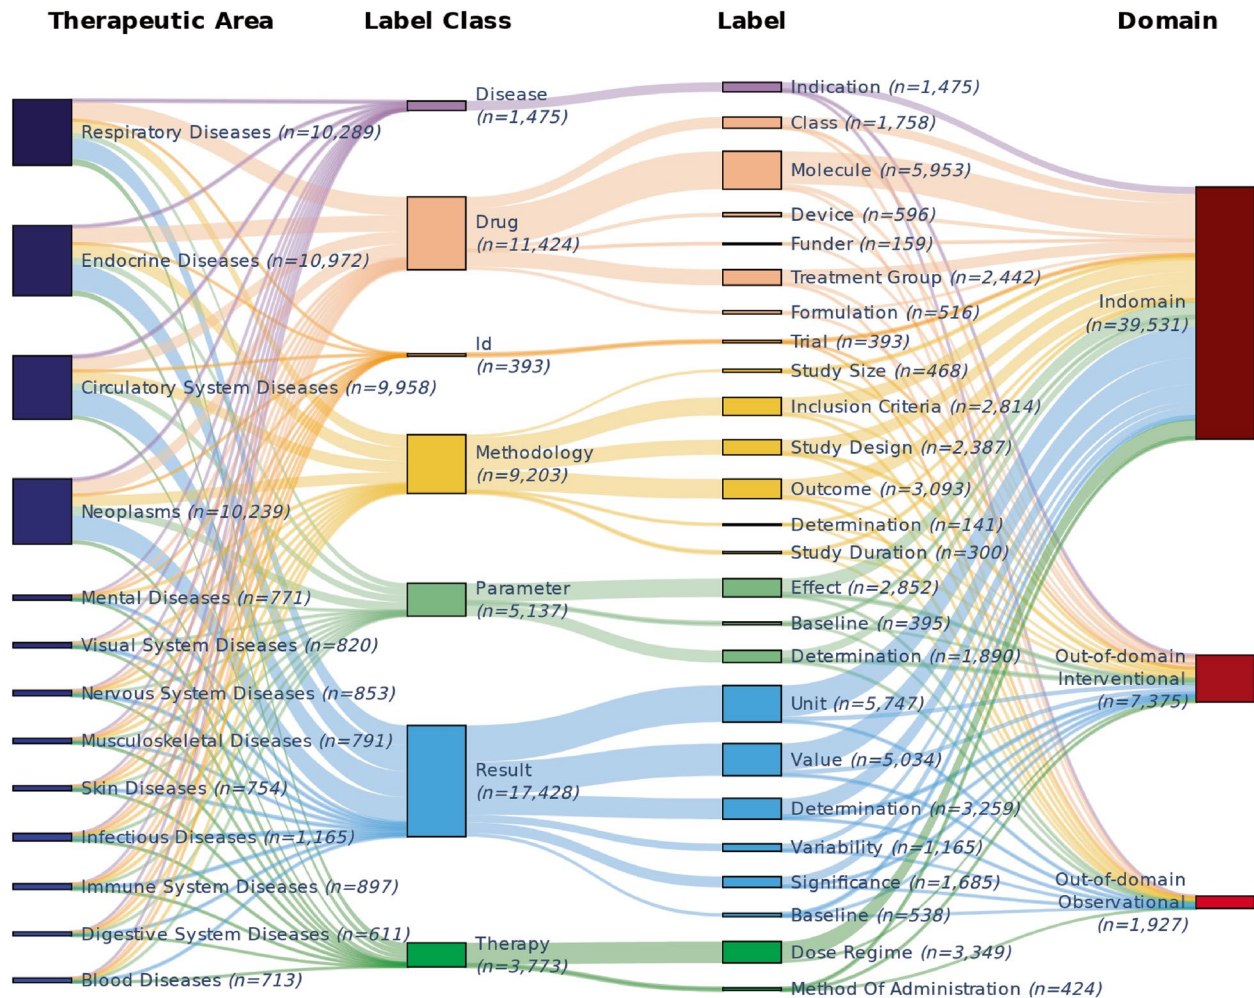 Therapeutic Area
Label Class
Label
Domain
Respiratory Diseases (n=10,289)
Endocrine Diseases (n=10,972)
Circulatory System Diseases (n=9,958)
Neoplasms (n=10,239)
Mental Diseases (n=771)
Visual System Diseases (n=820)
Nervous System Diseases (n=853)
Musculoskeletal Diseases (n=791)
Skin Diseases (n=754)
Infectious Diseases (n=1,165)
Immune System Diseases (n=897)
Digestive System Diseases (n=611)
Blood Diseases (n=713)
Disease
(n=1,475)
Drug
(n=11,424)
Id
(n=393)
Methodology
(n=9,203)
Parameter
(n=5,137)
Result
(n=17,428)
Therapy
(n=3,773)
Indication (n=1,475)
Class (n=1,758)
Molecule (n=5,953)
Device (n=596)
Funder (n=159)
Treatment Group (n=2,442)
Formulation (n=516)
Trial (n=393)
Study Size (n=468)
Inclusion Criteria (n=2,814)
Study Design (n=2,387)
Outcome (n=3,093)
Determination (n=141)
Study Duration (n=300)
Effect (n=2,852)
Baseline (n=395)
Determination (n=1,890)
Unit (n=5,747)
Value (n=5,034)
Determination (n=3,259)
Variability (n=1,165)
Significance (n=1,685)
Baseline (n=538)
Dose Regime (n=3,349)
Method Of Administration (n=424)
Indomain
(n=39,531)
Out-of-domain
Interventional
(n=7,375)
Out-of-domain
Observational
(n=1,927)